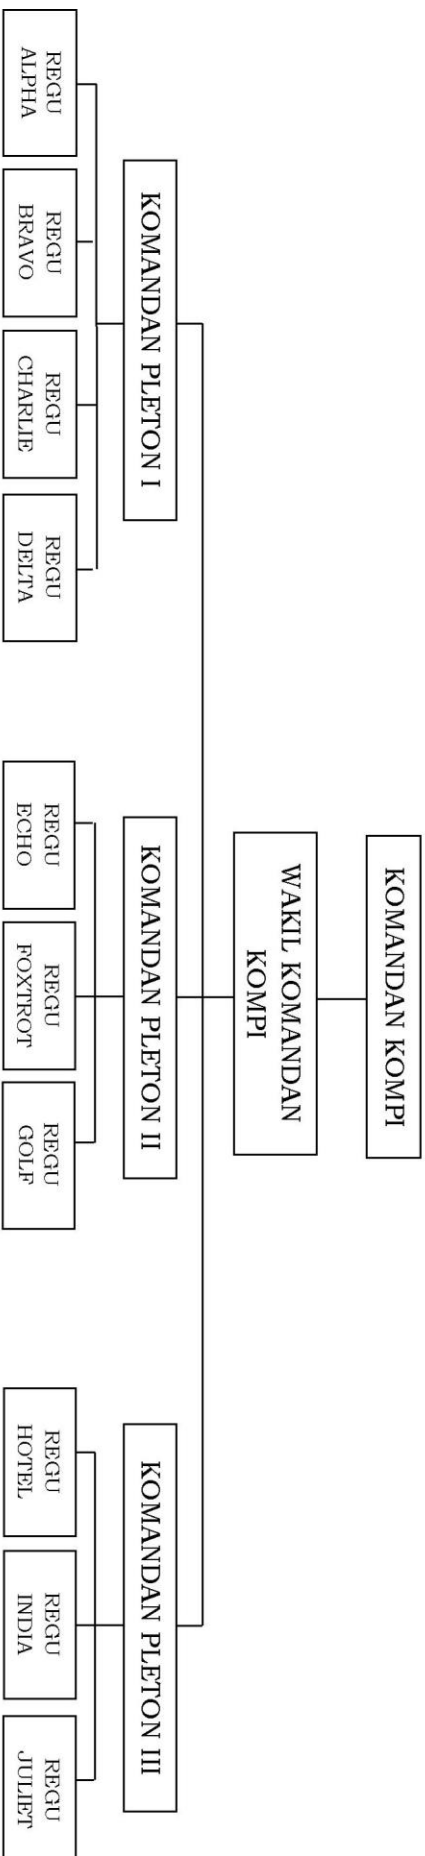 KOMANDAN KOMPI
WAKIL KOMANDAN
KOMPI
KOMANDAN PLETON I
KOMANDAN PLETON II
KOMANDAN PLETON III
REGU
ALPHA
REGU
BRAVO
REGU
CHARLIE
REGU
DELTA
REGU
ECHO
REGU
FOXTROT
REGU
GOLF
REGU
HOTEL
REGU
INDIA
REGU
JULIET